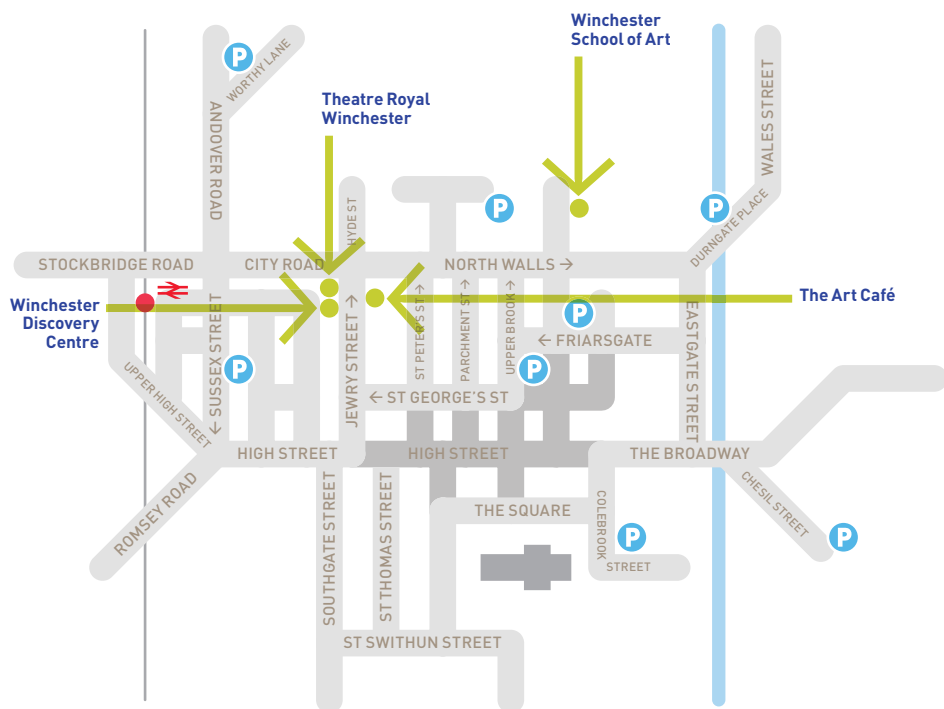 Winchester
School of Art
P
WORTHY LANE
Theatre Royal
Winchester
ANDOVER ROAD
WALES STREET
P
P
HYDE ST
DURNGATE PLACE
STOCKBRIDGE ROAD
CITY ROAD
NORTH WALLS →
Winchester
Discovery
Centre
The Art Café
P
← SUSSEX STREET
JEWRY STREET →
ST PETER'S ST →
PARCHMENT ST →
UPPER BROOK →
EASTGATE STREET
← FRIARSGATE
P
P
UPPER HIGH STREET
← ST GEORGE'S ST
HIGH STREET
HIGH STREET
THE BROADWAY
ROMSEY ROAD
SOUTHGATE STREET
ST THOMAS STREET
THE SQUARE
COLEBROOK
STREET
CHESIL STREET
P
P
ST SWITHUN STREET